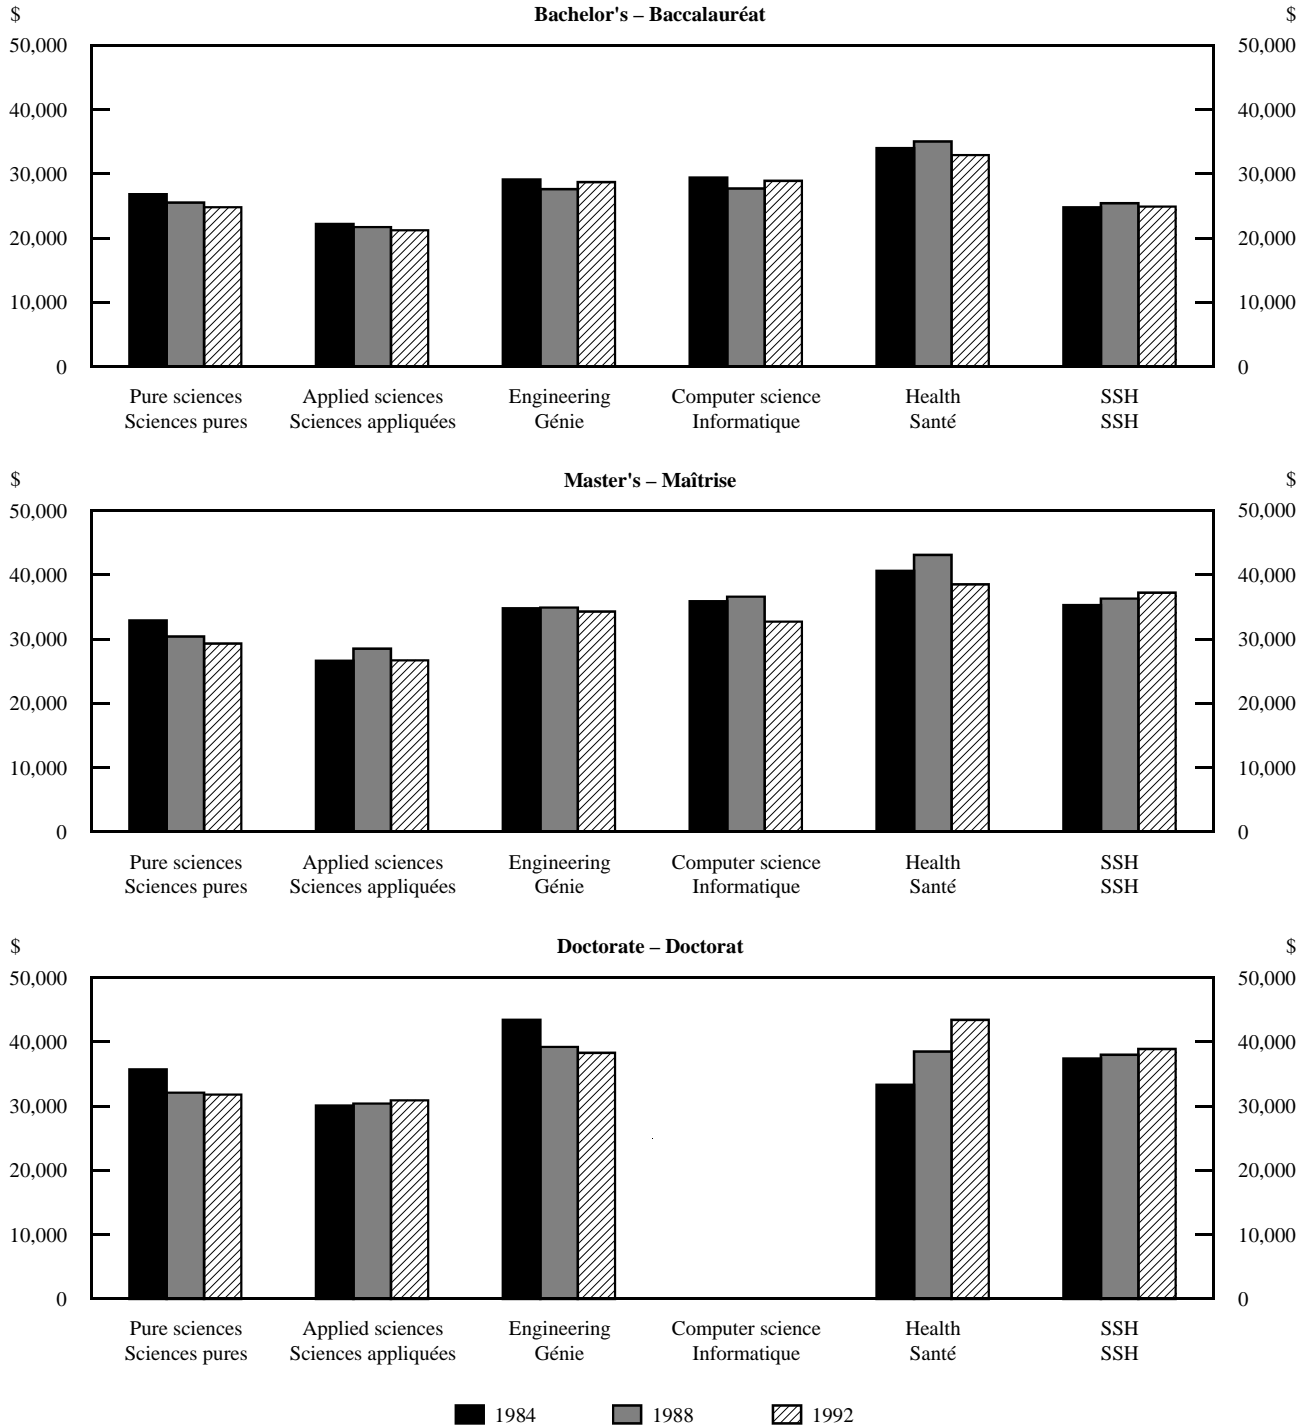 $ Bachelor's – Baccalauréat $
50,000 50,000
40,000 40,000
30,000 30,000
20,000 20,000
10,000 10,000
0 0
Pure sciences Applied sciences Engineering Computer science Health SSH
Sciences pures Sciences appliquées Génie Informatique Santé SSH
$ Master's – Maîtrise $
50,000 50,000
40,000 40,000
30,000 30,000
20,000 20,000
10,000 10,000
0 0
Pure sciences Applied sciences Engineering Computer science Health SSH
Sciences pures Sciences appliquées Génie Informatique Santé SSH
$ Doctorate – Doctorat $
50,000 50,000
40,000 40,000
30,000 30,000
20,000 20,000
10,000 10,000
0 0
Pure sciences Applied sciences Engineering Computer science Health SSH
Sciences pures Sciences appliquées Génie Informatique Santé SSH
1984 1988 1992